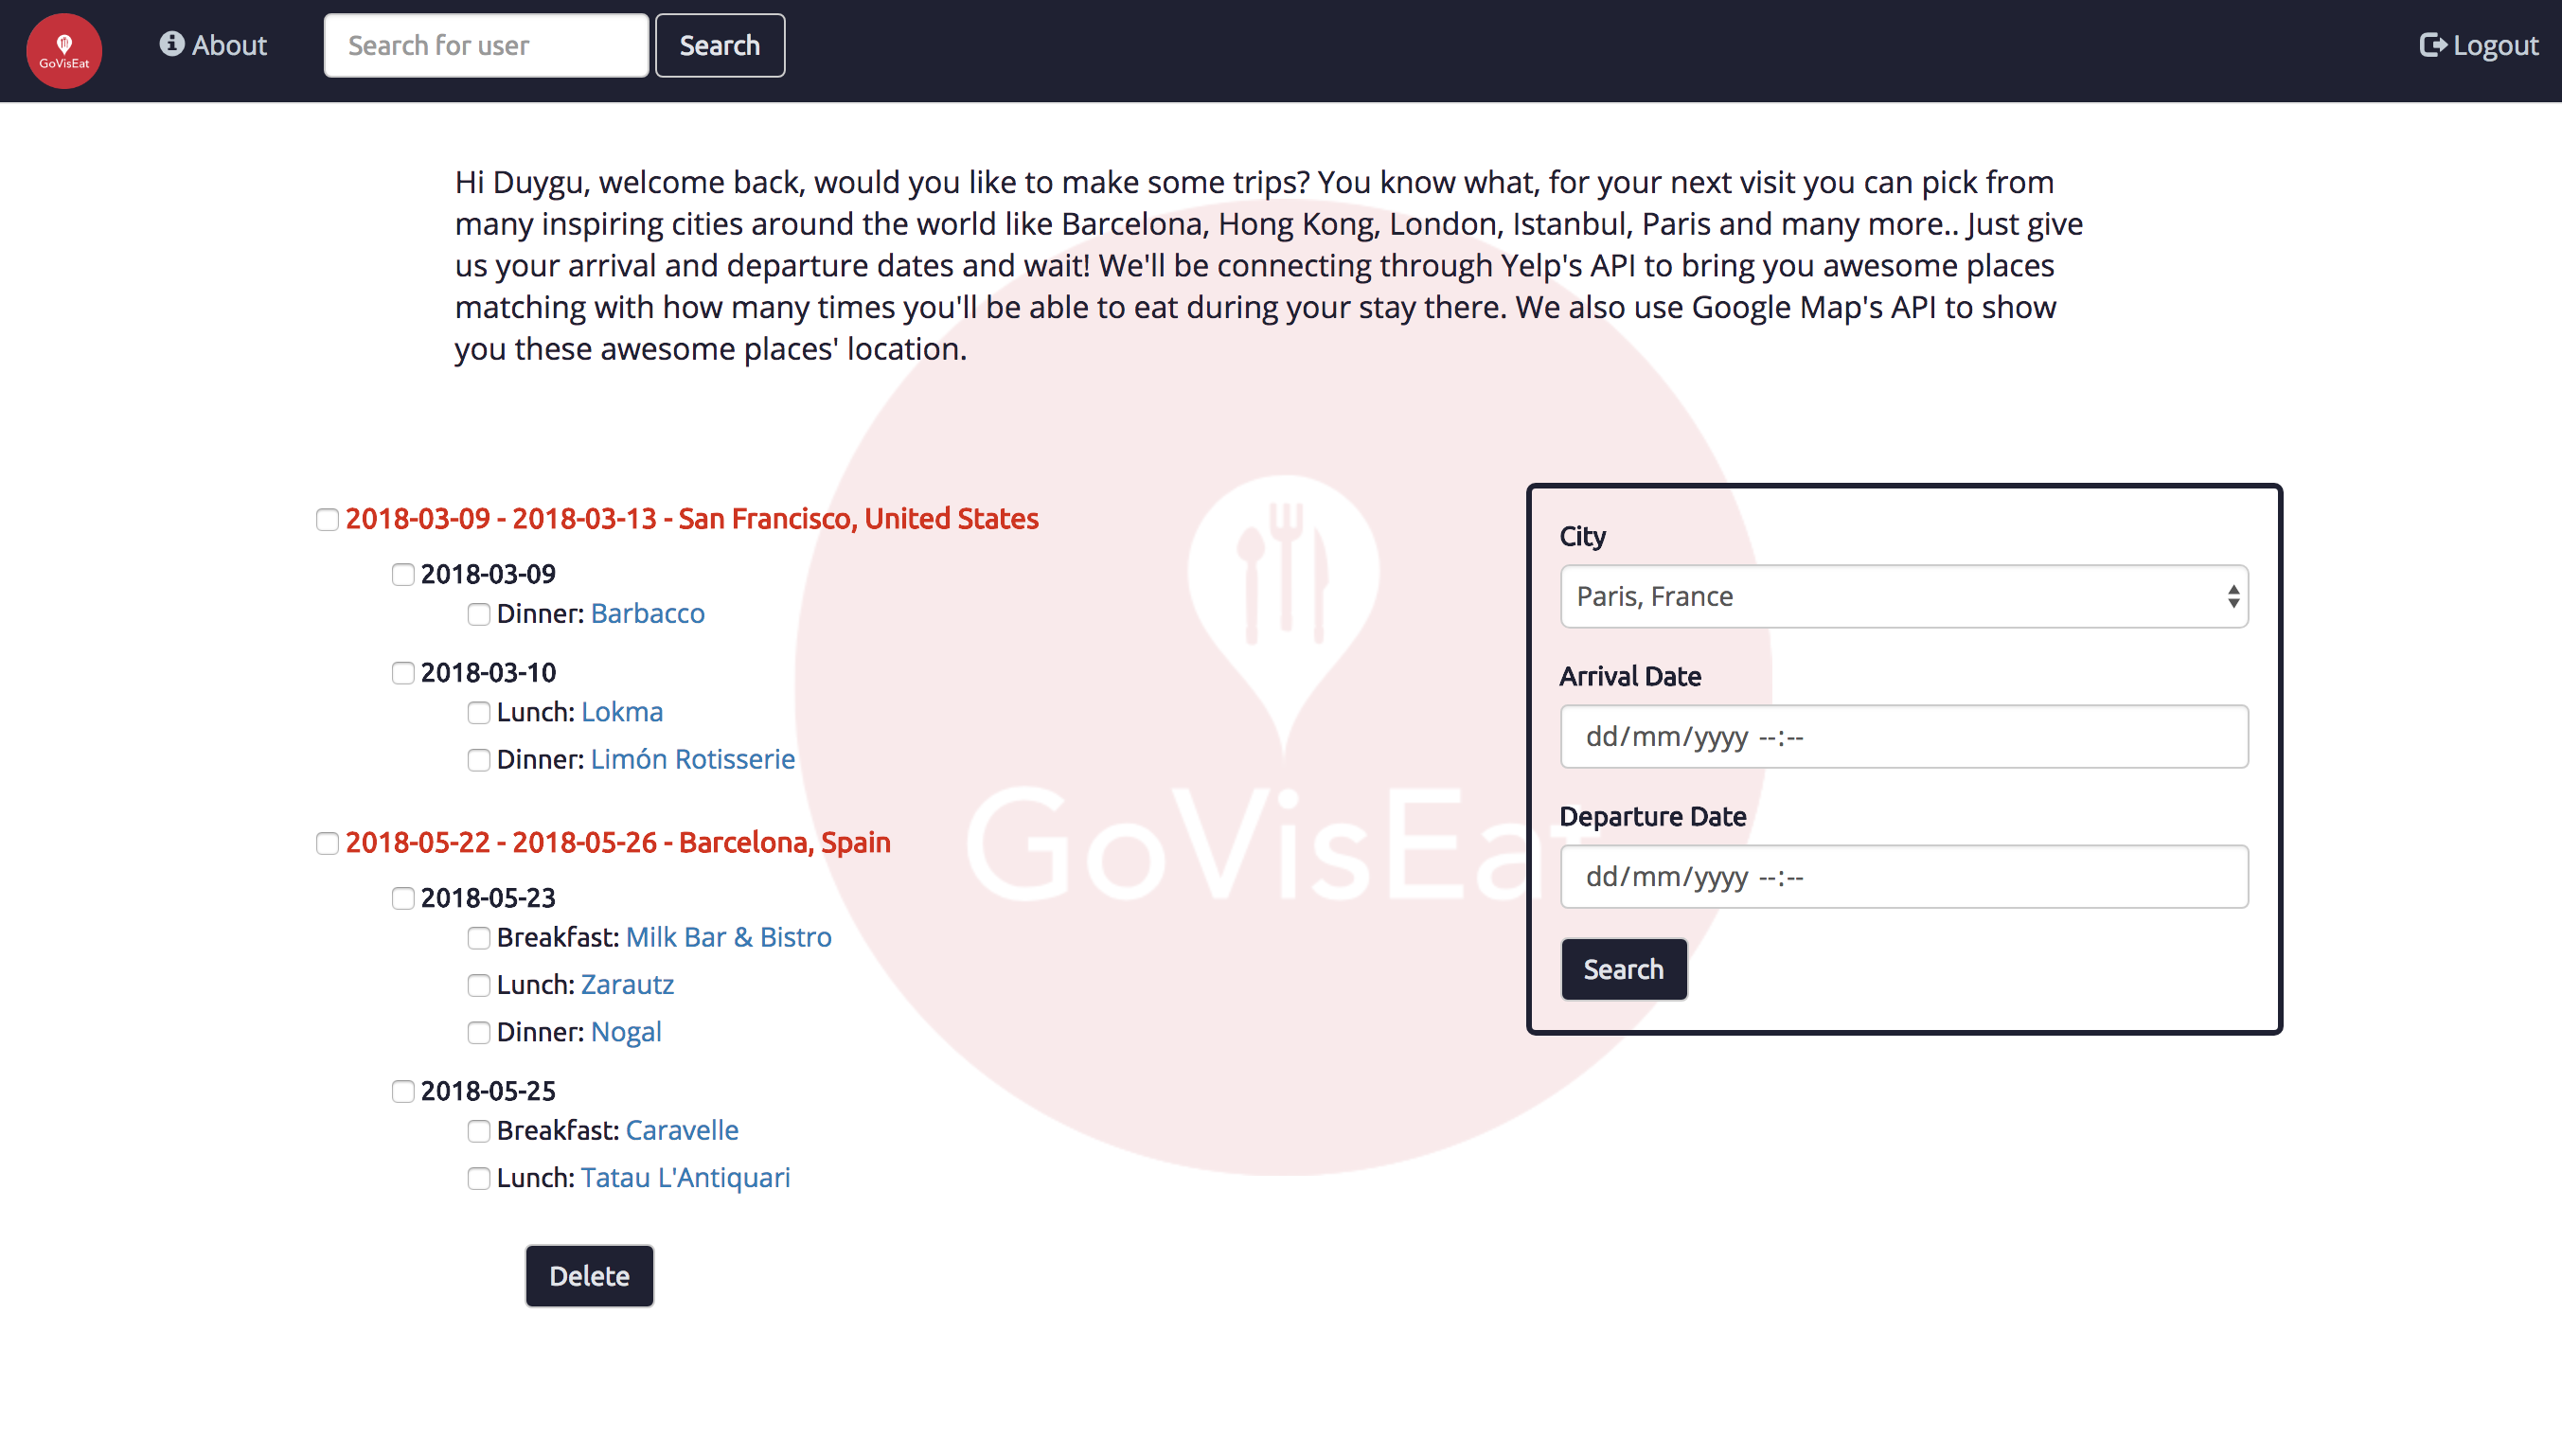 GoVisEat
About
Search for user
Search
Logout
Hi Duygu, welcome back, would you like to make some trips? You know what, for your next visit you can pick from
many inspiring cities around the world like Barcelona, Hong Kong, London, Istanbul, Paris and many more.. Just give
us your arrival and departure dates and wait! We'll be connecting through Yelp's API to bring you awesome places
matching with how many times you'll be able to eat during your stay there. We also use Google Map's API to show
you these awesome places' location.
2018-03-09 - 2018-03-13 - San Francisco, United States
2018-03-09
Dinner: Barbacco
2018-03-10
Lunch: Lokma
Dinner: Limón Rotisserie
2018-05-22 - 2018-05-26 - Barcelona, Spain
2018-05-23
Breakfast: Milk Bar & Bistro
Lunch: Zarautz
Dinner: Nogal
2018-05-25
Breakfast: Caravelle
Lunch: Tatau L'Antiquari
Delete
GoVisEat
City
Paris, France
Arrival Date
dd/mm/yyyy --:--
Departure Date
dd/mm/yyyy --:--
Search